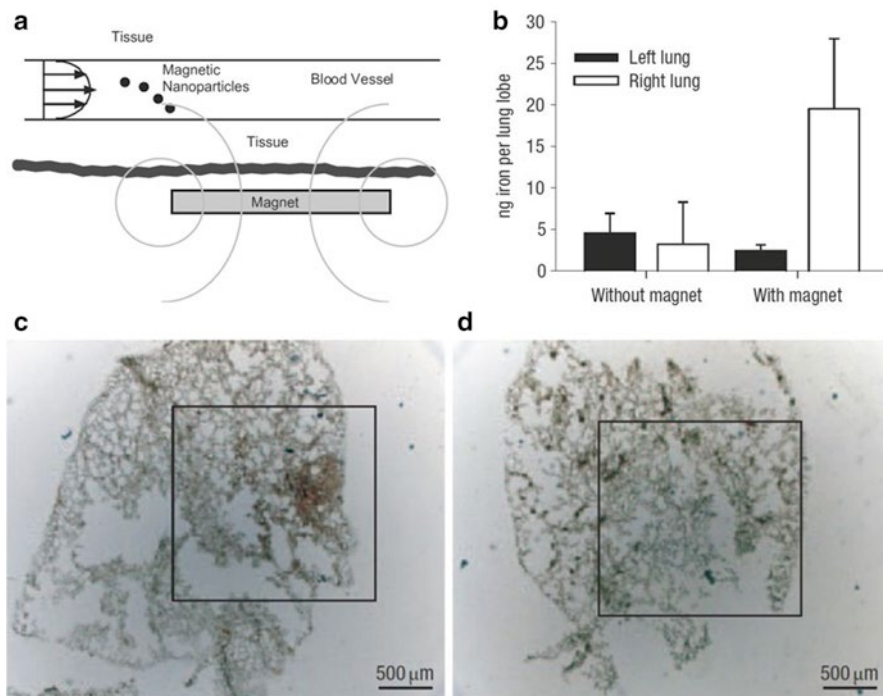 a
Tissue
Magnetic
Nanoparticles
Blood Vessel
Tissue
Magnet
b
ng iron per lung lobe
30
25
20
15
10
5
0
Left lung
Right lung
Without magnet
With magnet
c
500 µm
d
500 µm